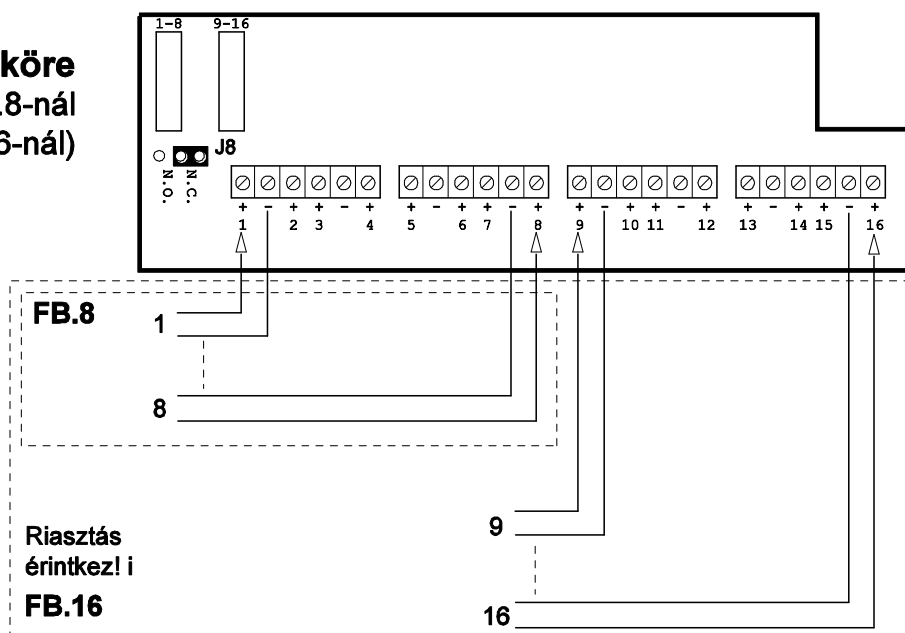 1-8 9-16
köre
.8-nál
6-nál)
J8
N.O. N.C.
+ - + + - + + - + + - + + - + + - + + - + + - +
1 2 3 4 5 6 7 8 9 10 11 12 13 14 15 16
FB.8
1
8
9
Riasztás
érintkez! i
FB.16
16